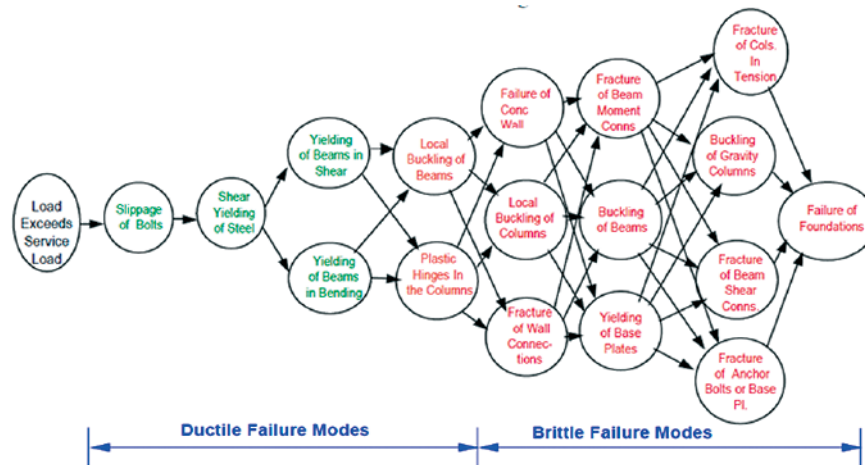 Load
Exceeds
Service
Load
Slippage
of Bolts
Shear
Yielding
of Steel
Yielding
of Beams in
Shear
Yielding
of Beams
in Bending
Local
Buckling of
Beams
Plastic
Hinges In
the Columns
Failure of
Conc
Wall
Local
Buckling of
Columns
Fracture
of Wall
Connec-
tions
Fracture
of Beam
Moment
Conns
Buckling
of Beams
Yielding
of Base
Plates
Fracture
of Cols.
In
Tension
Buckling
of Gravity
Columns
Fracture
of Beam
Shear
Conns.
Fracture
of Anchor
Bolts or Base
Pl.
Failure of
Foundations
Ductile Failure Modes
Brittle Failure Modes